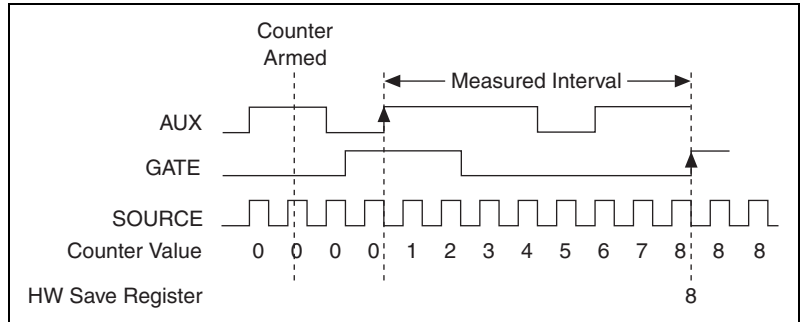 Counter
Armed
Measured Interval
AUX
GATE
SOURCE
Counter Value 0 0 0 0 1 2 3 4 5 6 7 8 8 8
HW Save Register 8